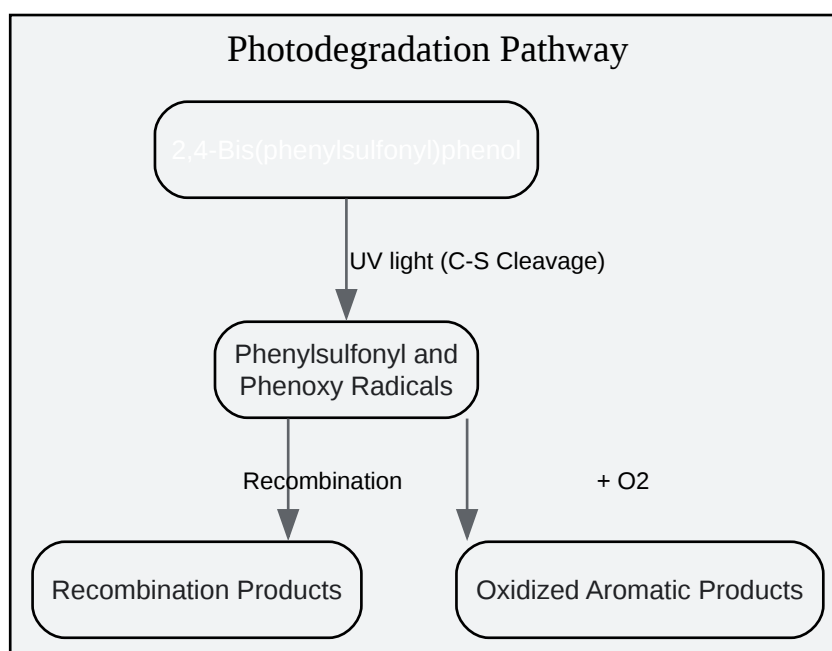 Photodegradation Pathway
2,4-Bis(phenylsulfonyl)phenol
UV light (C-S Cleavage)
Phenylsulfonyl and
Phenoxy Radicals
Recombination
+ O2
Recombination Products
Oxidized Aromatic Products